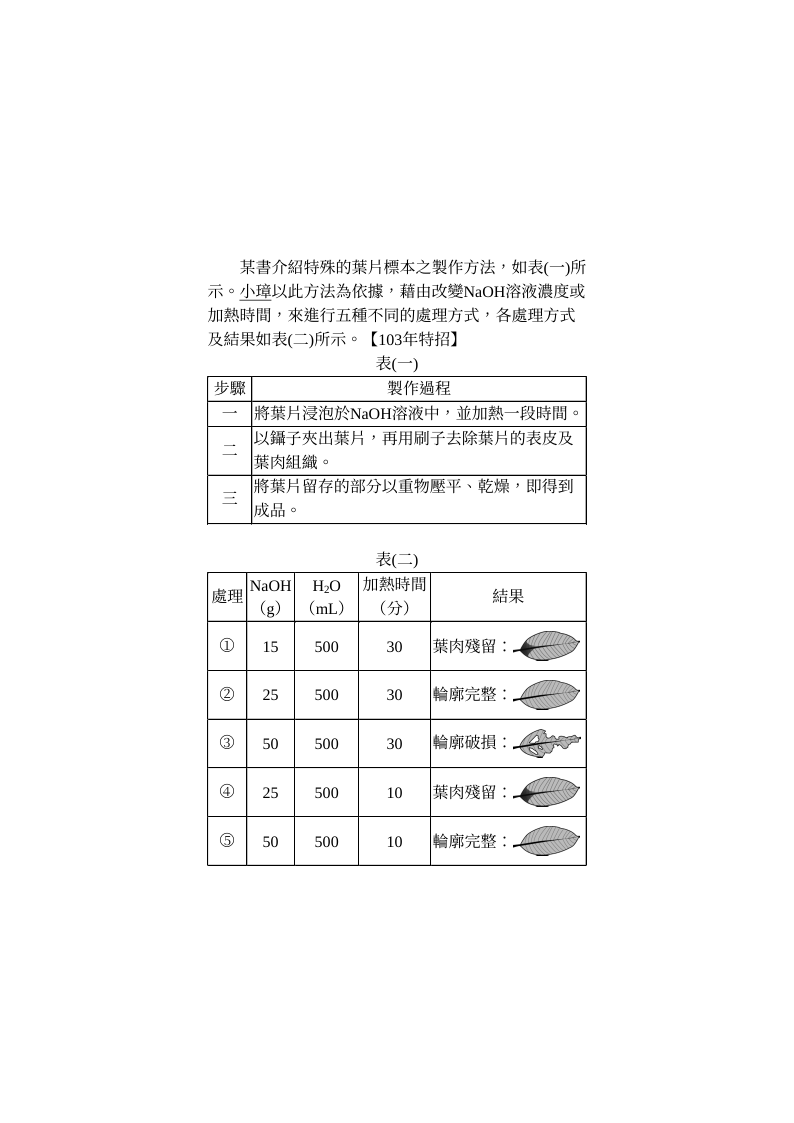 某書介紹特殊的葉片標本之製作方法，如表(一)所
示。小璋以此方法為依據，藉由改變NaOH溶液濃度或
加熱時間，來進行五種不同的處理方式，各處理方式
及結果如表(二)所示。【103年特招】
表(一)
步驟 製作過程
一 將葉片浸泡於NaOH溶液中，並加熱一段時間。
二 以鑷子夾出葉片，再用刷子去除葉片的表皮及
葉肉組織。
三 將葉片留存的部分以重物壓平、乾燥，即得到
成品。
表(二)
處理 NaOH（g） H₂O（mL） 加熱時間（分） 結果
① 15 500 30 葉肉殘留：
② 25 500 30 輪廓完整：
③ 50 500 30 輪廓破損：
④ 25 500 10 葉肉殘留：
⑤ 50 500 10 輪廓完整：